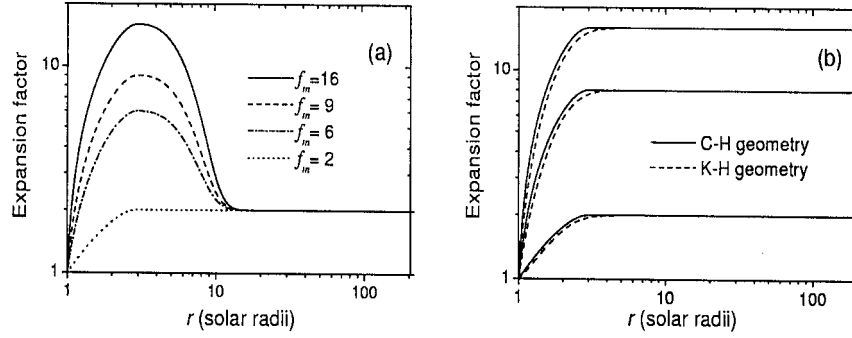 Expansion factor
10
1
(a)
f_m=16
f_m= 9
f_m= 6
f_m= 2
1
10
100
r (solar radii)
Expansion factor
10
1
(b)
C-H geometry
K-H geometry
1
10
100
r (solar radii)